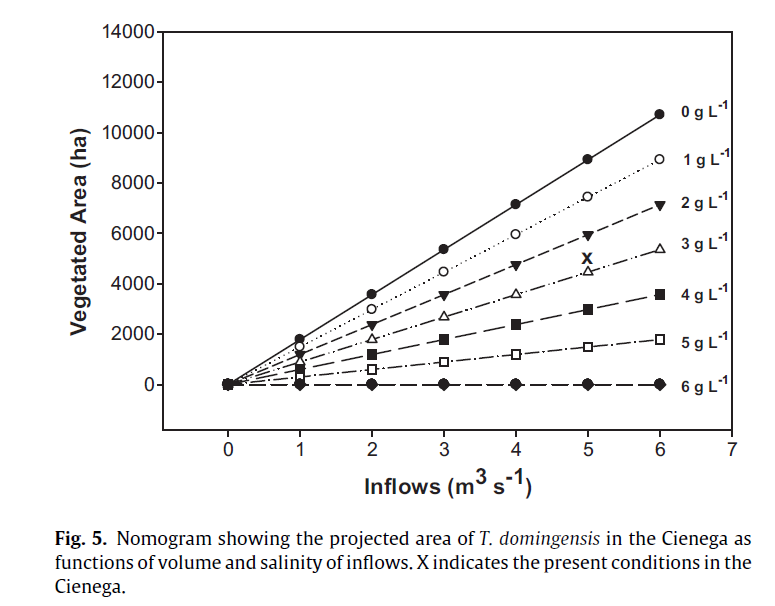 14000
12000
10000
8000
6000
4000
2000
0
Vegetated Area (ha)
0 g L⁻¹
1 g L⁻¹
2 g L⁻¹
3 g L⁻¹
4 g L⁻¹
5 g L⁻¹
6 g L⁻¹
X
0 1 2 3 4 5 6 7
Inflows (m³ s⁻¹)
Fig. 5. Nomogram showing the projected area of T. domingensis in the Cienega as
functions of volume and salinity of inflows. X indicates the present conditions in the
Cienega.